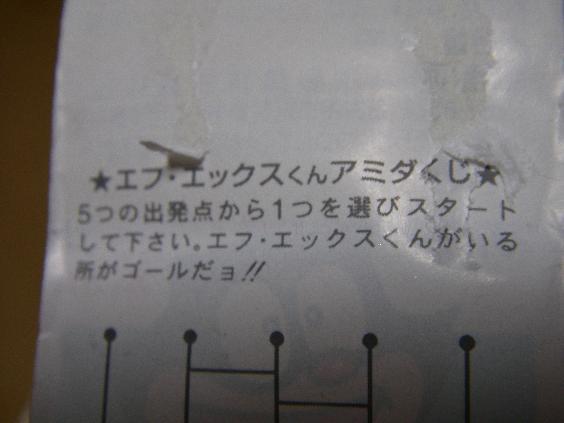 ★エフ・エックスくんアミダくじ★
5つの出発点から1つを選びスタート
して下さい。エフ・エックスくんがいる
所がゴールだョ!!